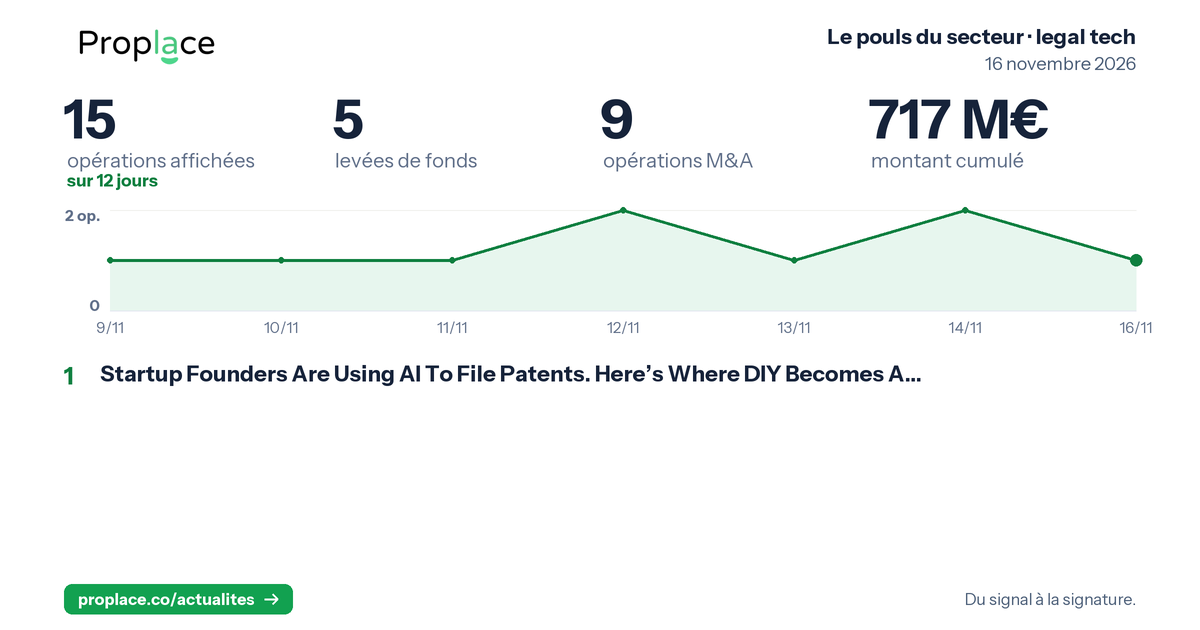 Proplace
Le pouls du secteur · legal tech
16 novembre 2026
15
opérations affichées
sur 12 jours
5
levées de fonds
9
opérations M&A
717 M€
montant cumulé
2 op.
0
9/11
10/11
11/11
12/11
13/11
14/11
16/11
1 Startup Founders Are Using AI To File Patents. Here’s Where DIY Becomes A...
proplace.co/actualites →
Du signal à la signature.